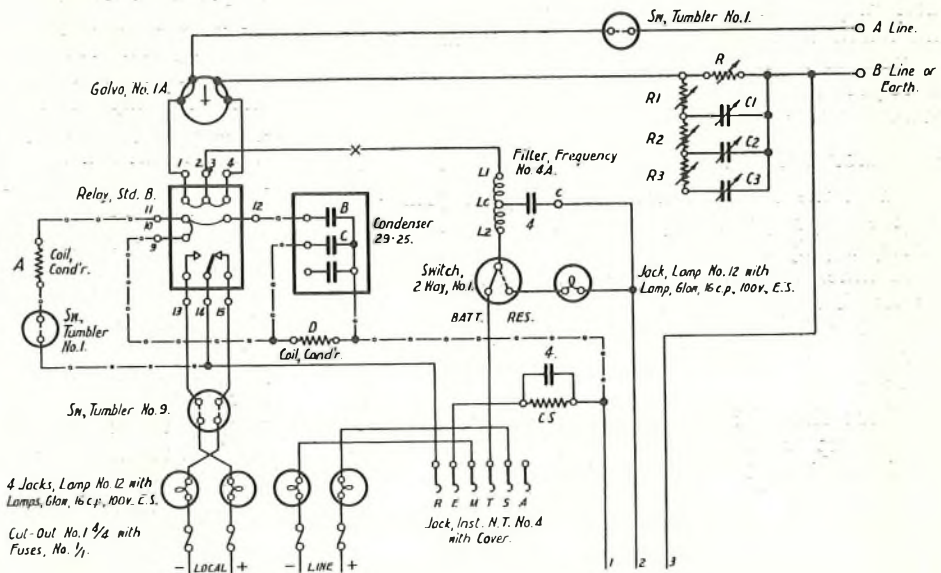 Sw, Tumbler No.1.
A Line.
B Line or
Earth.
Galvo, No. 1A.
R
R1
C1
R2
C2
R3
C3
1 2 3 4
Filter, Frequency
No. 4A.
L1
LC
C
4
L2
Relay, Std. B.
11
10
9
12
B
C
Condenser
29·25.
A
Coil,
Cond'r.
Switch,
2 Way, No.1.
BATT. RES.
Jack, Lamp No. 12 with
Lamp, Glow, 16 c.p., 100v., E.S.
13 14 15
Sw,
Tumbler
No.1.
D
Coil, Cond'r.
4.
CS
Sw, Tumbler No. 9.
4 Jacks, Lamp No. 12 with
Lamps, Glow, 16 c.p., 100v. E.S.
Cut-Out No. 1 4/4 with
Fuses, No. 1/1.
R E M T S A
Jack, Inst. N.T. No. 4
with Cover.
1 2 3
- LOCAL +
- LINE +